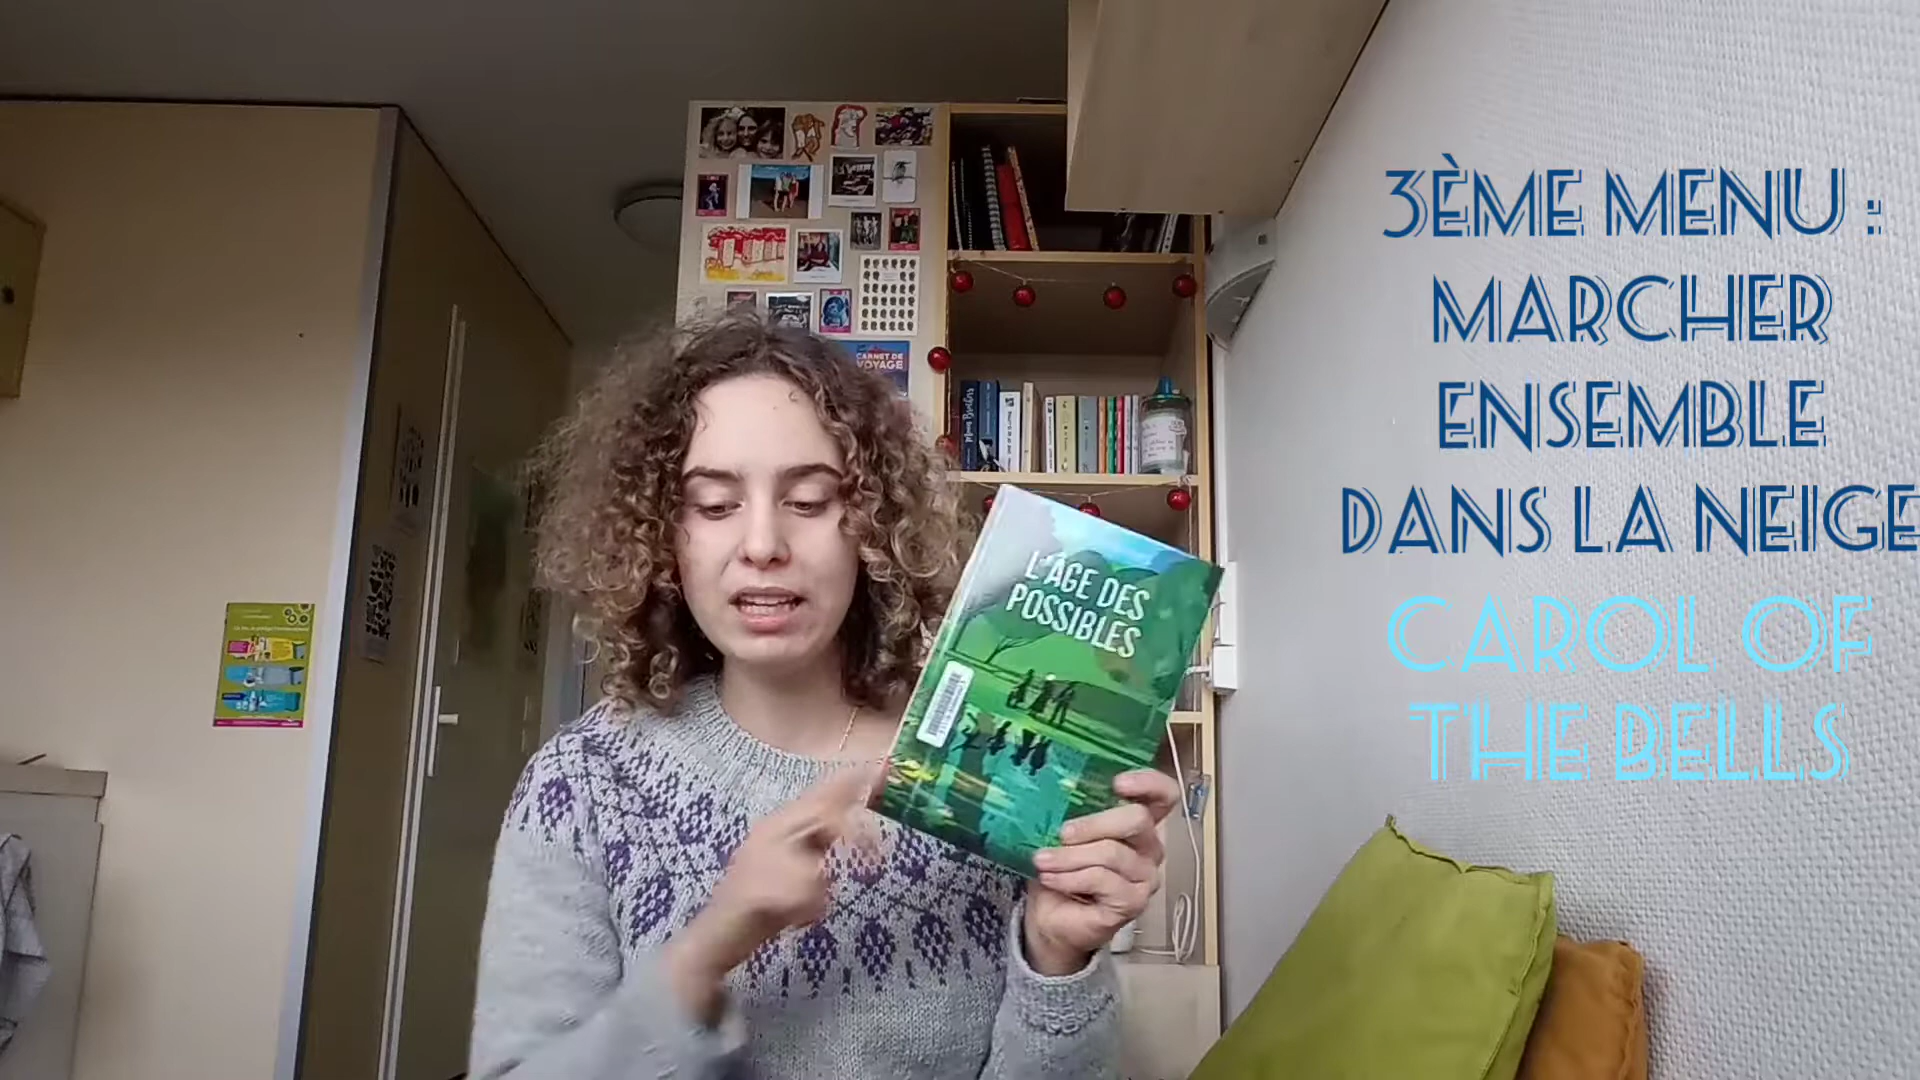 3ÈME MENU :
MARCHER
ENSEMBLE
DANS LA NEIGE
CAROL OF
THE BELLS
L'ÂGE DES
POSSIBLES
CARNET DE
VOYAGE